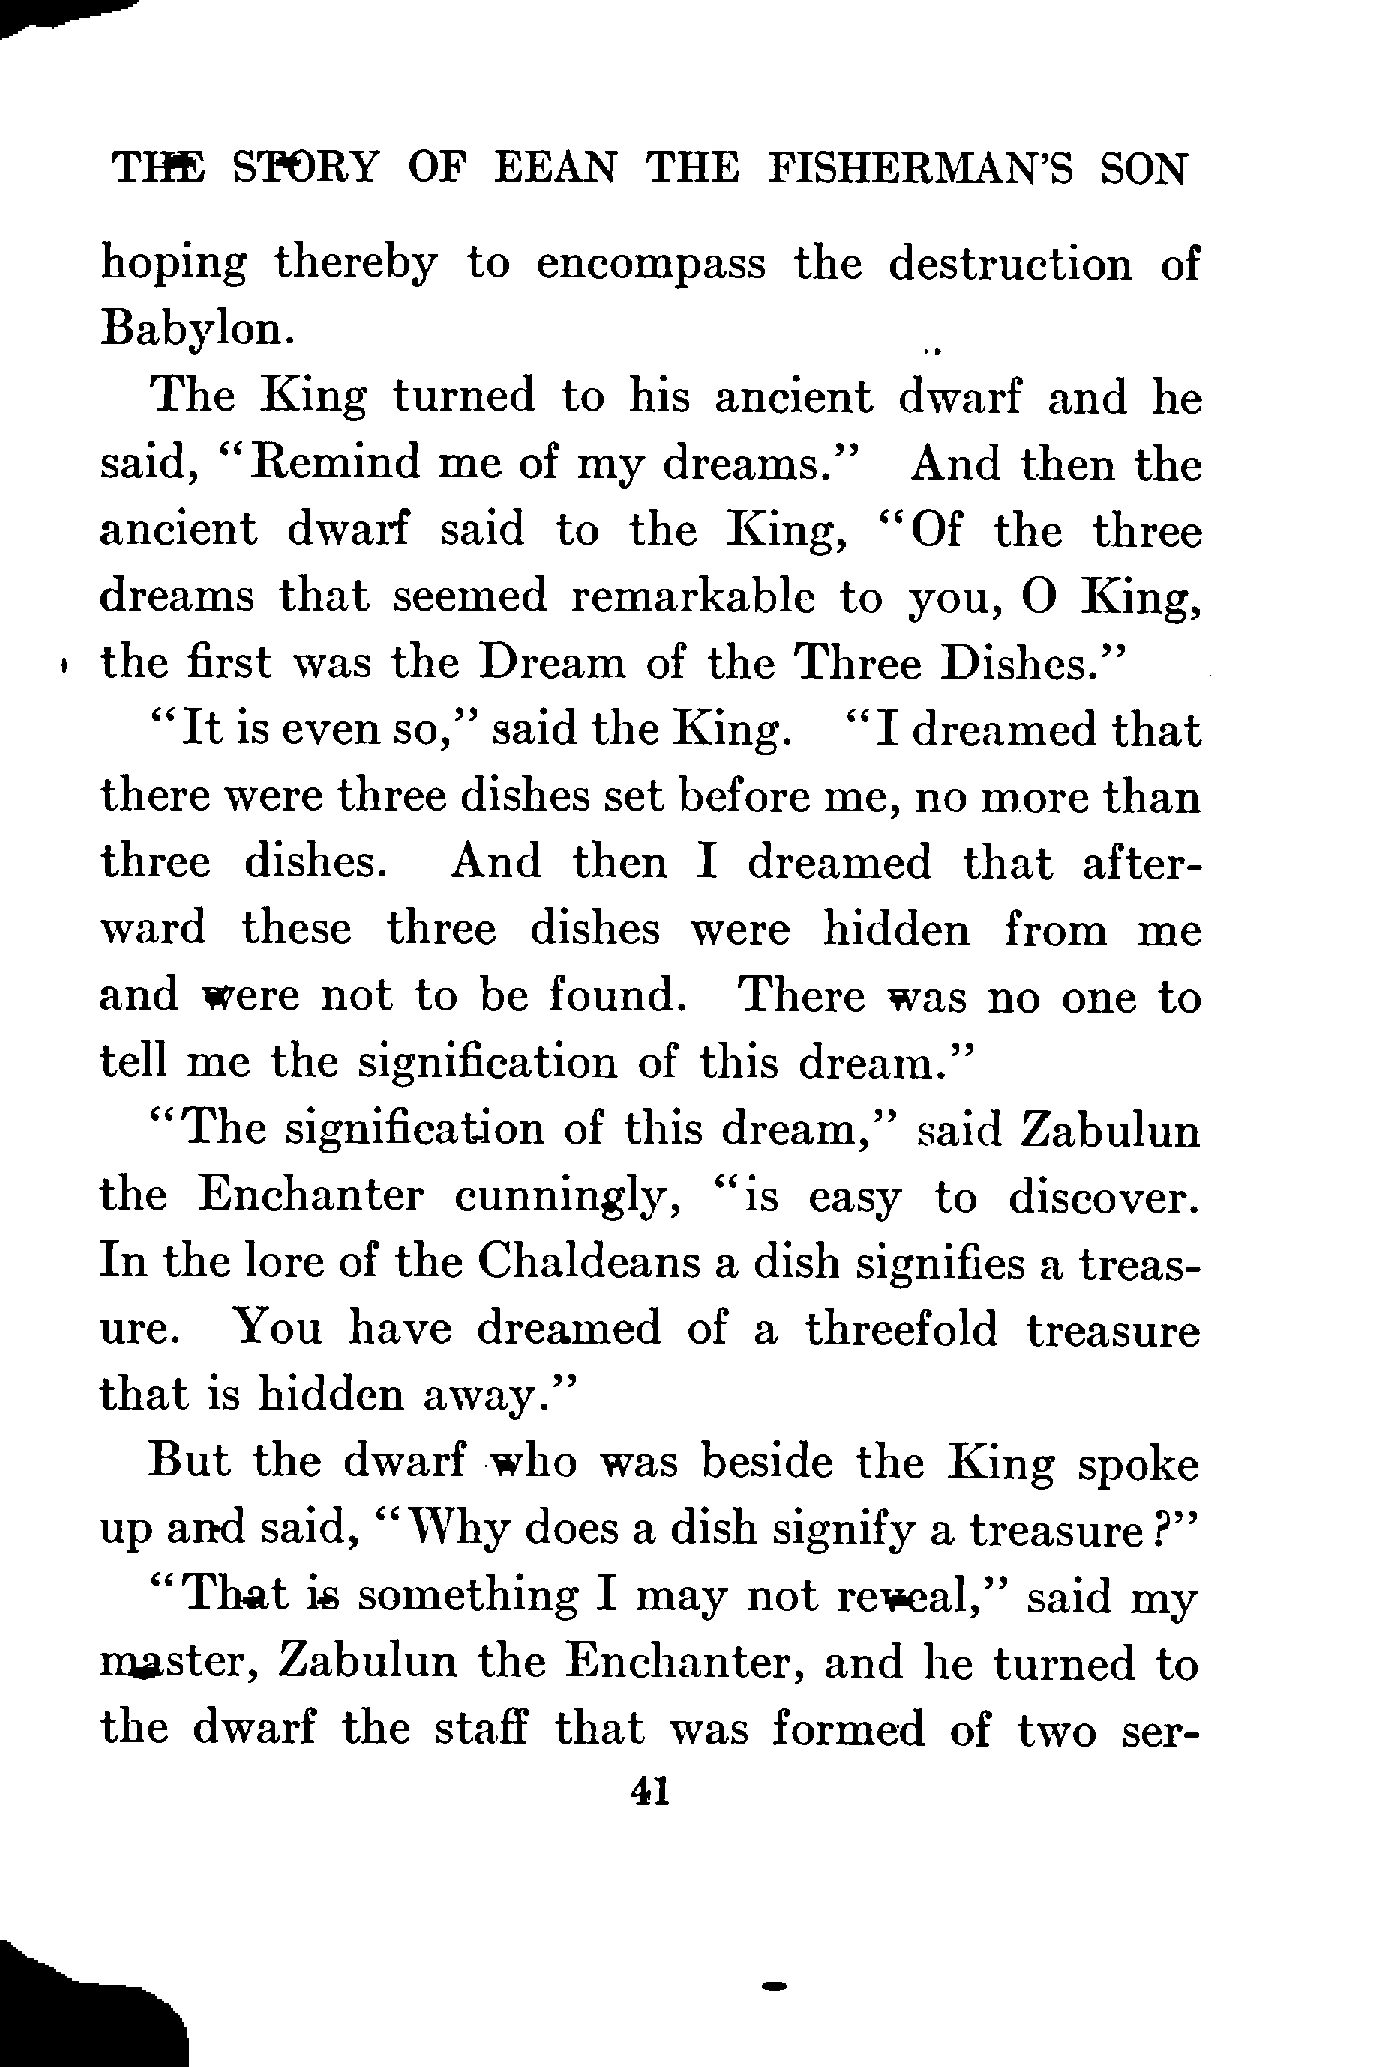 THE STORY OF EEAN THE FISHERMAN'S SON
hoping thereby to encompass the destruction of
Babylon.
The King turned to his ancient dwarf and he
said, "Remind me of my dreams." And then the
ancient dwarf said to the King, "Of the three
dreams that seemed remarkable to you, O King,
the first was the Dream of the Three Dishes."
"It is even so," said the King. "I dreamed that
there were three dishes set before me, no more than
three dishes. And then I dreamed that after-
ward these three dishes were hidden from me
and were not to be found. There was no one to
tell me the signification of this dream."
"The signification of this dream," said Zabulun
the Enchanter cunningly, "is easy to discover.
In the lore of the Chaldeans a dish signifies a treas-
ure. You have dreamed of a threefold treasure
that is hidden away."
But the dwarf who was beside the King spoke
up and said, "Why does a dish signify a treasure?"
"That is something I may not reveal," said my
master, Zabulun the Enchanter, and he turned to
the dwarf the staff that was formed of two ser-
41